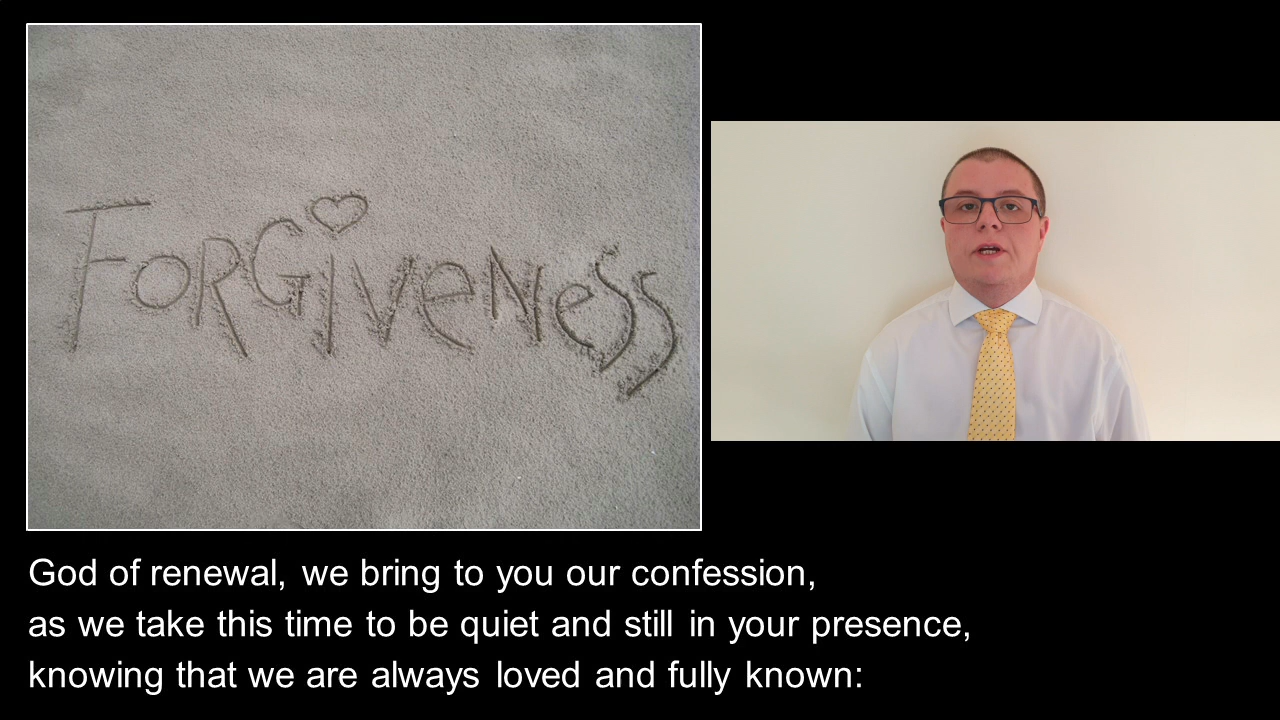 FORGiVeNess
God of renewal, we bring to you our confession,
as we take this time to be quiet and still in your presence,
knowing that we are always loved and fully known: